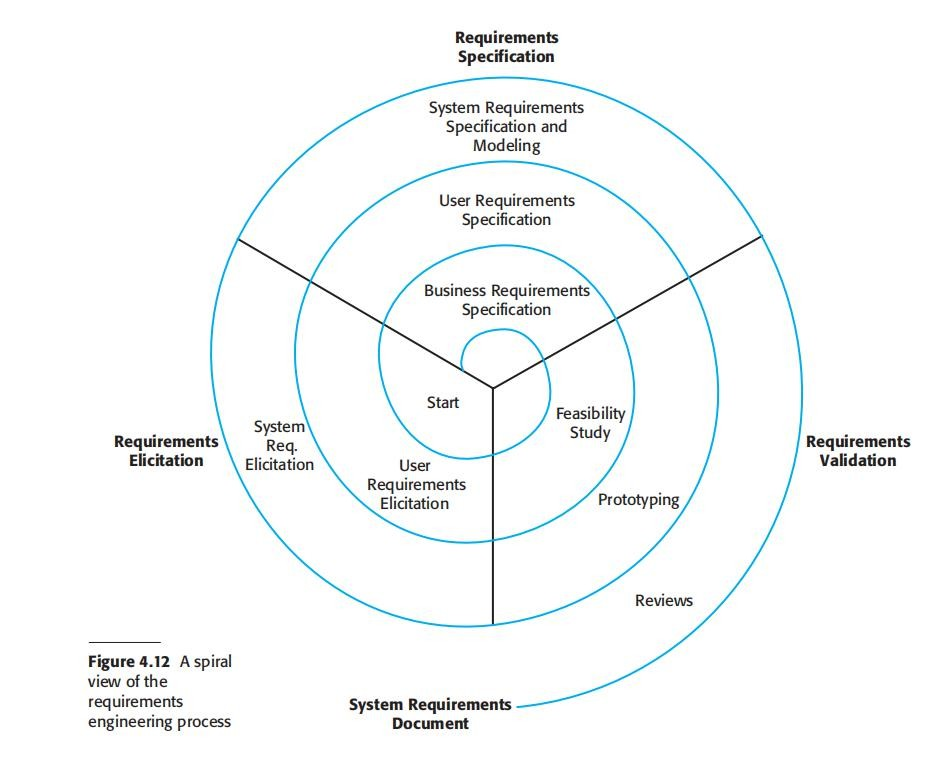 Requirements
Specification
System Requirements
Specification and
Modeling
User Requirements
Specification
Business Requirements
Specification
Start
Feasibility
Study
System
Req.
Elicitation
Requirements
Elicitation
Requirements
Validation
User
Requirements
Elicitation
Prototyping
Reviews
Figure 4.12 A spiral
view of the
requirements
engineering process
System Requirements
Document